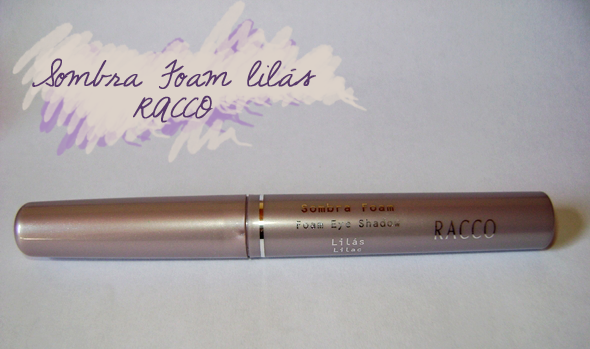 Sombra Foam lilás
RACCO
Sombra Foam
Foam Eye Shadow
Lilás
Lilac
RACCO